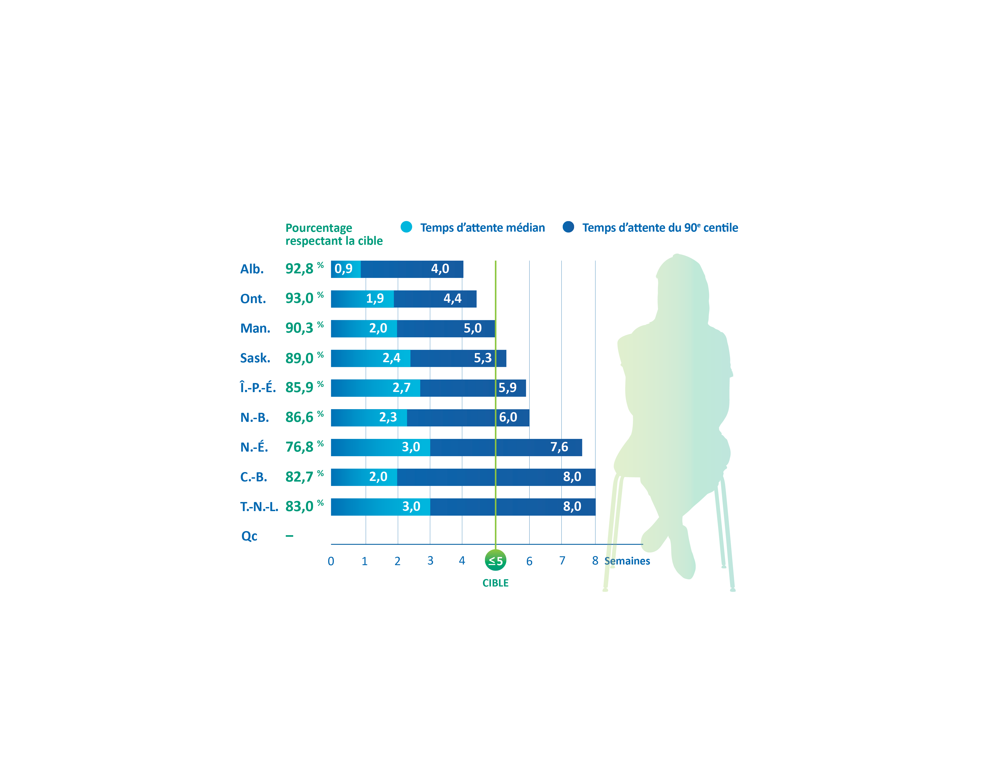 Pourcentage
respectant la cible
Temps d’attente médian
Temps d’attente du 90e centile
Alb. 92,8 % 0,9 4,0
Ont. 93,0 % 1,9 4,4
Man. 90,3 % 2,0 5,0
Sask. 89,0 % 2,4 5,3
Î.-P.-É. 85,9 % 2,7 5,9
N.-B. 86,6 % 2,3 6,0
N.-É. 76,8 % 3,0 7,6
C.-B. 82,7 % 2,0 8,0
T.-N.-L. 83,0 % 3,0 8,0
Qc –
0 1 2 3 4 ≤5 6 7 8 Semaines
CIBLE